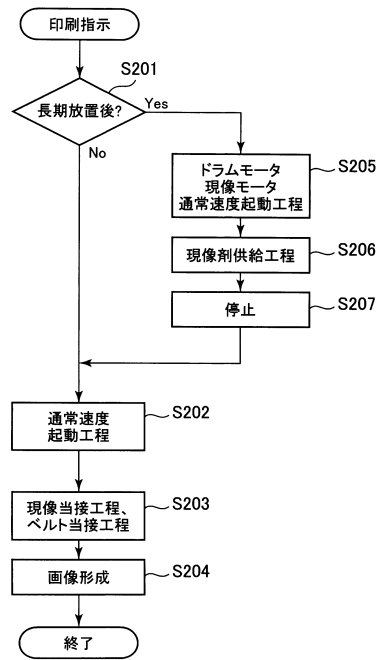 印刷指示
S201
長期放置後?
Yes
No
ドラムモータ
現像モータ
通常速度起動工程
S205
現像剤供給工程
S206
停止
S207
通常速度
起動工程
S202
現像当接工程、
ベルト当接工程
S203
画像形成
S204
終了